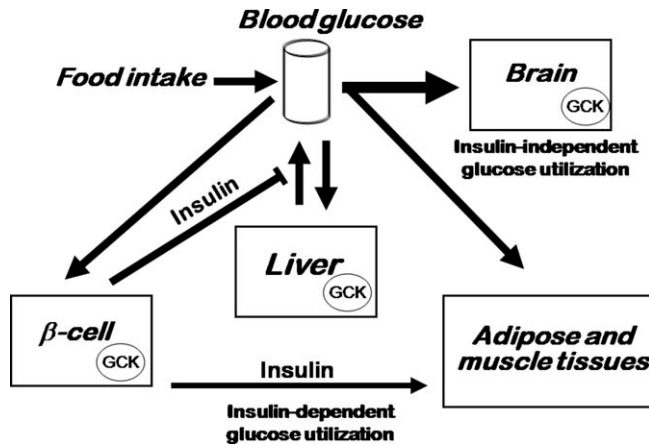 Blood glucose
Food intake
Brain
GCK
Insulin-independent
glucose utilization
Insulin
Liver
GCK
β-cell
GCK
Adipose and
muscle tissues
Insulin
Insulin-dependent
glucose utilization